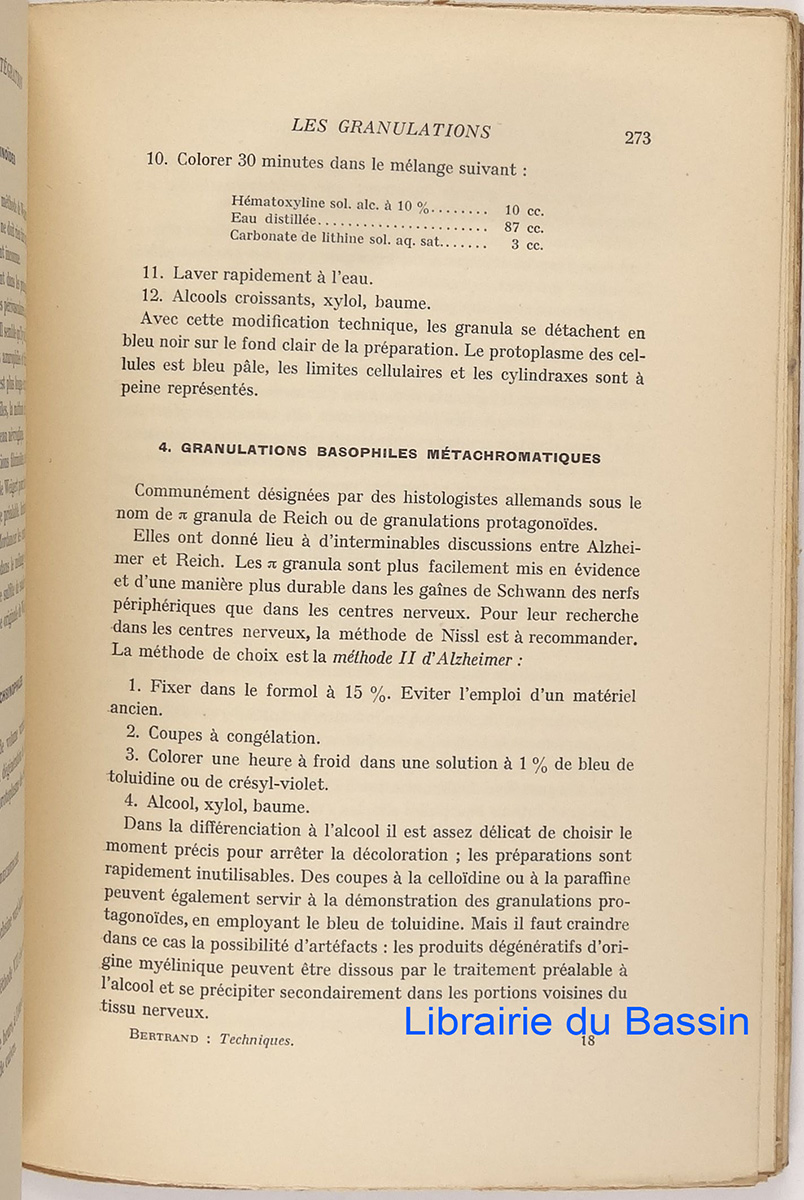 LES GRANULATIONS 273
10. Colorer 30 minutes dans le mélange suivant :
Hématoxyline sol. alc. à 10 %........ 10 cc.
Eau distillée....................... 87 cc.
Carbonate de lithine sol. aq. sat....... 3 cc.
11. Laver rapidement à l'eau.
12. Alcools croissants, xylol, baume.
Avec cette modification technique, les granula se détachent en
bleu noir sur le fond clair de la préparation. Le protoplasme des cel-
lules est bleu pâle, les limites cellulaires et les cylindraxes sont à
peine représentés.
4. GRANULATIONS BASOPHILES MÉTACHROMATIQUES
Communément désignées par des histologistes allemands sous le
nom de π granula de Reich ou de granulations protagonoïdes.
Elles ont donné lieu à d'interminables discussions entre Alzhei-
mer et Reich. Les π granula sont plus facilement mis en évidence
et d'une manière plus durable dans les gaînes de Schwann des nerfs
périphériques que dans les centres nerveux. Pour leur recherche
dans les centres nerveux, la méthode de Nissl est à recommander.
La méthode de choix est la méthode II d'Alzheimer :
1. Fixer dans le formol à 15 %. Eviter l'emploi d'un matériel
ancien.
2. Coupes à congélation.
3. Colorer une heure à froid dans une solution à 1 % de bleu de
toluidine ou de crésyl-violet.
4. Alcool, xylol, baume.
Dans la différenciation à l'alcool il est assez délicat de choisir le
moment précis pour arrêter la décoloration ; les préparations sont
rapidement inutilisables. Des coupes à la celloïdine ou à la paraffine
peuvent également servir à la démonstration des granulations pro-
tagonoïdes, en employant le bleu de toluidine. Mais il faut craindre
dans ce cas la possibilité d'artéfacts : les produits dégénératifs d'ori-
gine myélinique peuvent être dissous par le traitement préalable à
l'alcool et se précipiter secondairement dans les portions voisines du
tissu nerveux.
Librairie du Bassin
BERTRAND : Techniques. 18